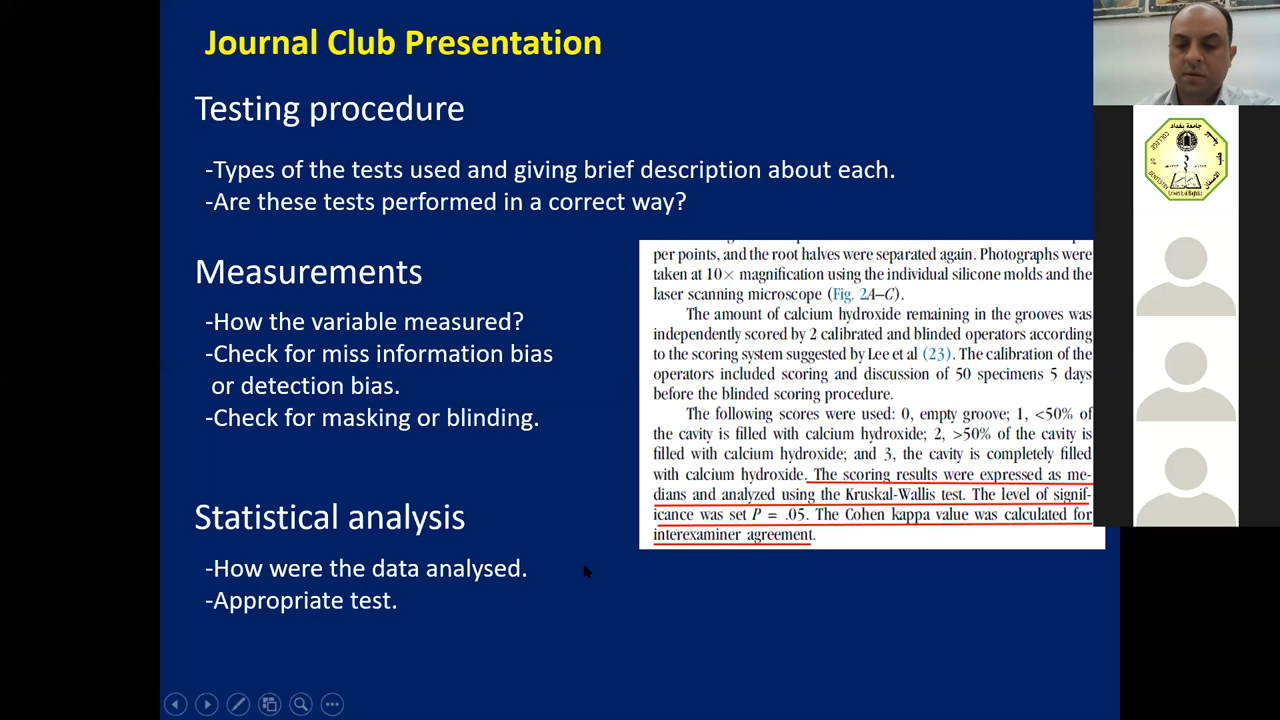 Journal Club Presentation
Testing procedure
-Types of the tests used and giving brief description about each.
-Are these tests performed in a correct way?
Measurements
-How the variable measured?
-Check for miss information bias
or detection bias.
-Check for masking or blinding.
Statistical analysis
-How were the data analysed.
-Appropriate test.
per points, and the root halves were separated again. Photographs were
taken at 10× magnification using the individual silicone molds and the
laser scanning microscope (Fig. 2A–C).
The amount of calcium hydroxide remaining in the grooves was
independently scored by 2 calibrated and blinded operators according
to the scoring system suggested by Lee et al (23). The calibration of the
operators included scoring and discussion of 50 specimens 5 days
before the blinded scoring procedure.
The following scores were used: 0, empty groove; 1, <50% of
the cavity is filled with calcium hydroxide; 2, >50% of the cavity is
filled with calcium hydroxide; and 3, the cavity is completely filled
with calcium hydroxide. The scoring results were expressed as me-
dians and analyzed using the Kruskal-Wallis test. The level of signif-
icance was set P = .05. The Cohen kappa value was calculated for
interexaminer agreement.
جامعة بغداد
COLLEGE
OF
DENTISTRY